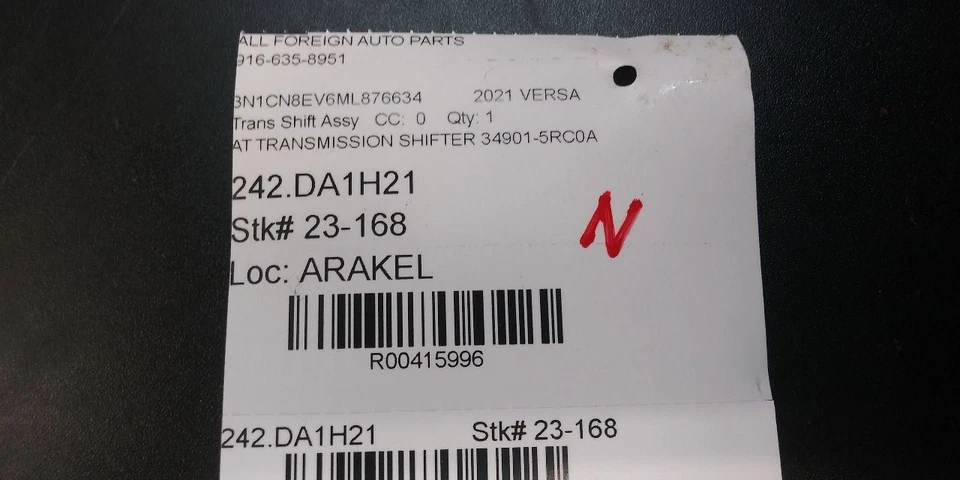 ALL FOREIGN AUTO PARTS
916-635-8951
3N1CN8EV6ML876634 2021 VERSA
Trans Shift Assy CC: 0 Qty: 1
AT TRANSMISSION SHIFTER 34901-5RC0A
242.DA1H21
Stk# 23-168
N
Loc: ARAKEL
R00415996
242.DA1H21 Stk# 23-168